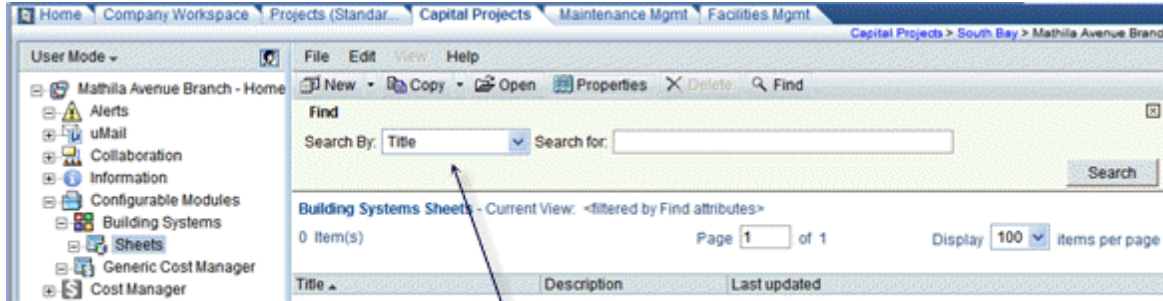 Home Company Workspace Projects (Standar... Capital Projects Maintenance Mgmt Facilities Mgmt
Capital Projects > South Bay > Mathila Avenue Branc
User Mode
File Edit View Help
New Copy Open Properties Delete Find
Mathila Avenue Branch - Home
Alerts
uMail
Collaboration
Information
Configurable Modules
Building Systems
Sheets
Generic Cost Manager
Cost Manager
Find
Search By: Title Search for:
Search
Building Systems Sheets - Current View: <filtered by Find attributes>
0 Item(s) Page 1 of 1 Display 100 items per page
Title Description Last updated